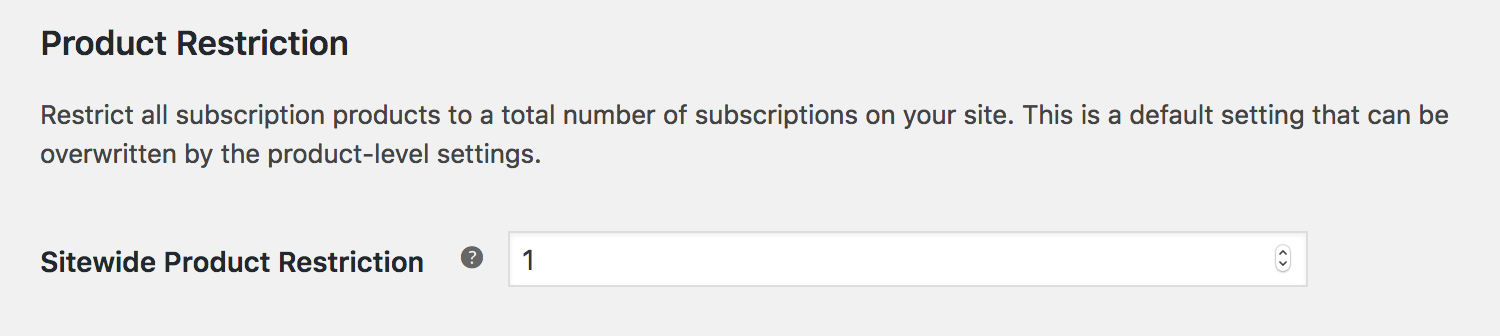 Product Restriction
Restrict all subscription products to a total number of subscriptions on your site. This is a default setting that can be
overwritten by the product-level settings.
Sitewide Product Restriction ? 1